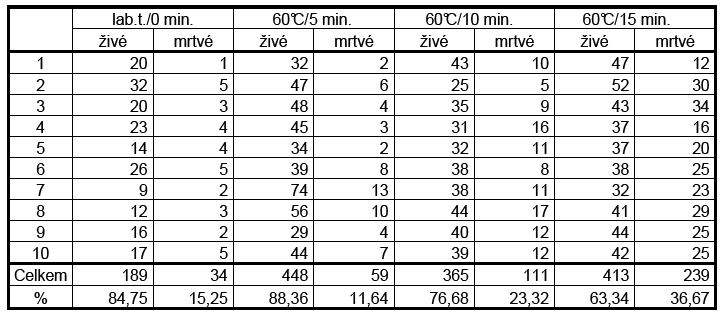 lab.t./0 min. 60°C/5 min. 60°C/10 min. 60°C/15 min.
živé mrtvé živé mrtvé živé mrtvé živé mrtvé
1 20 1 32 2 43 10 47 12
2 32 5 47 6 25 5 52 30
3 20 3 48 4 35 9 43 34
4 23 4 45 3 31 16 37 16
5 14 4 34 2 32 11 37 20
6 26 5 39 8 38 8 38 25
7 9 2 74 13 38 11 32 23
8 12 3 56 10 44 17 41 29
9 16 2 29 4 40 12 44 25
10 17 5 44 7 39 12 42 25
Celkem 189 34 448 59 365 111 413 239
% 84,75 15,25 88,36 11,64 76,68 23,32 63,34 36,67